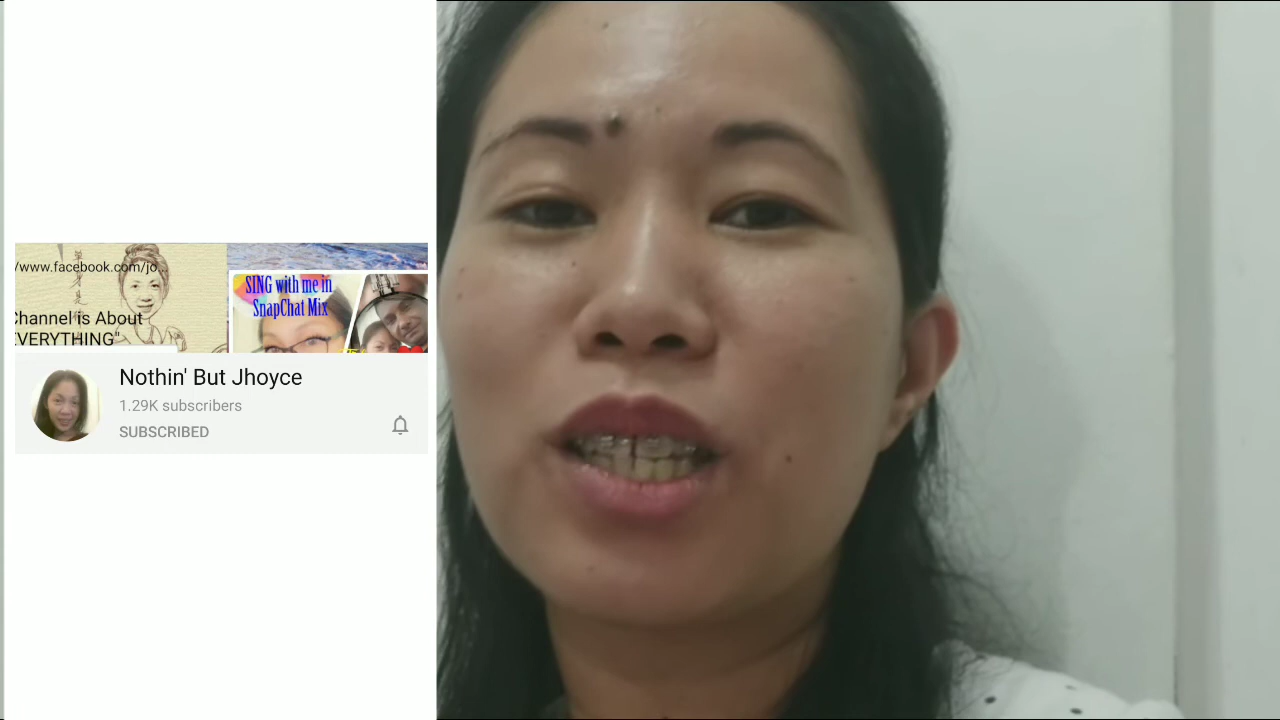 /www.facebook.com/jo...
Channel is About
EVERYTHING"
SING with me in
SnapChat Mix
Nothin' But Jhoyce
1.29K subscribers
SUBSCRIBED